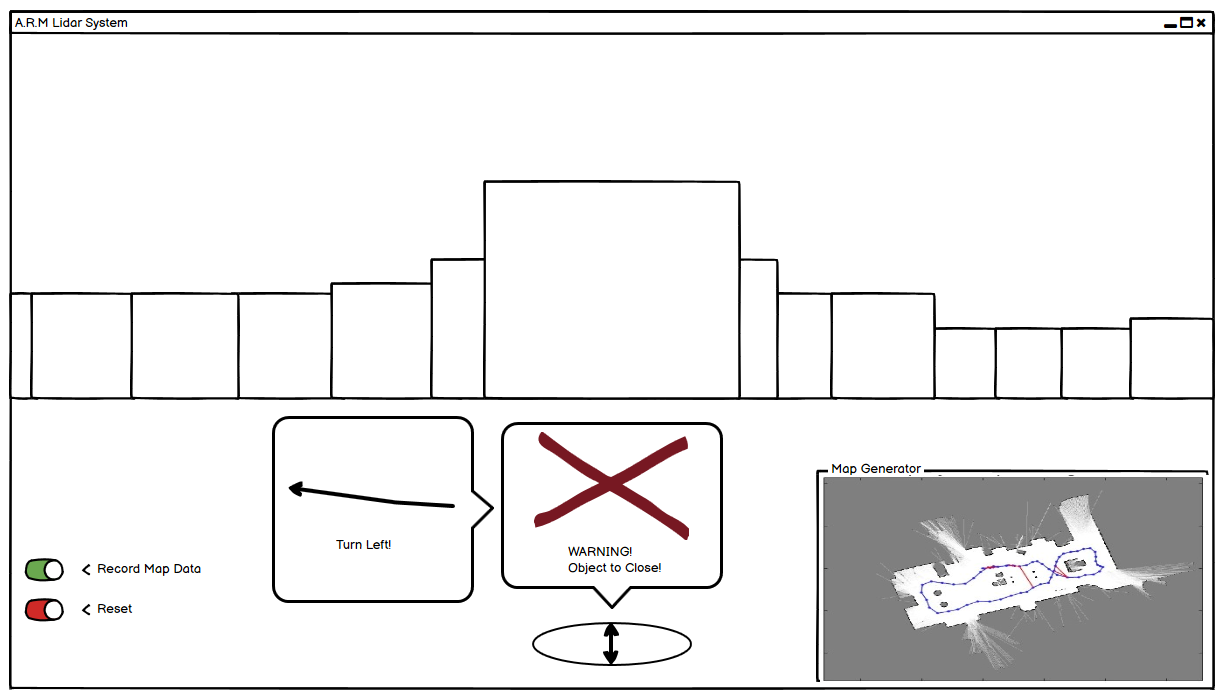 A.R.M Lidar System
Turn Left!
WARNING!
Object to Close!
< Record Map Data
< Reset
Map Generator